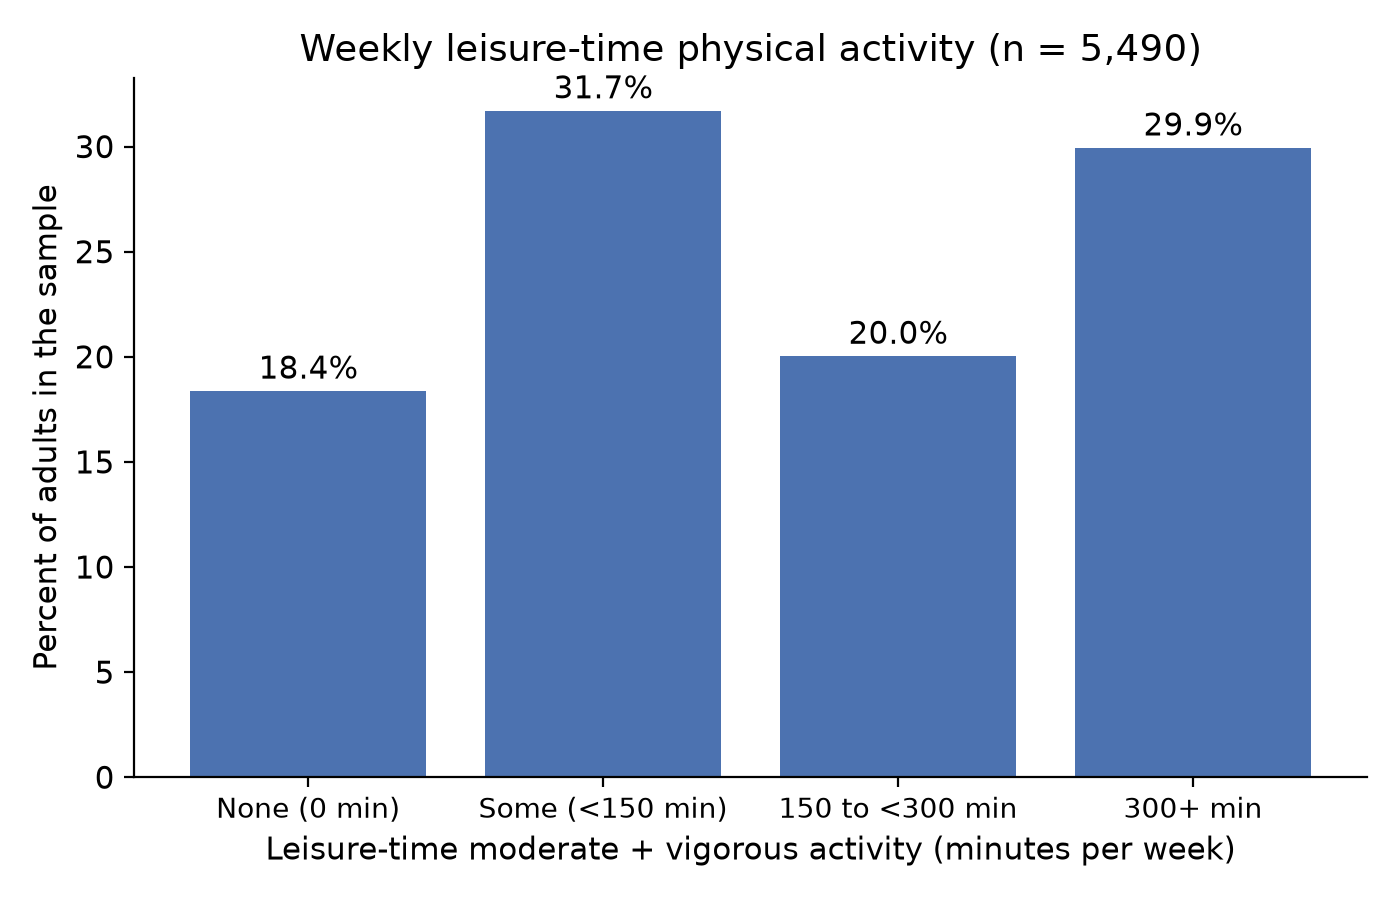 Weekly leisure-time physical activity (n = 5,490)
31.7%
29.9%
20.0%
18.4%
Percent of adults in the sample
30
25
20
15
10
5
0
None (0 min)
Some (<150 min)
150 to <300 min
300+ min
Leisure-time moderate + vigorous activity (minutes per week)